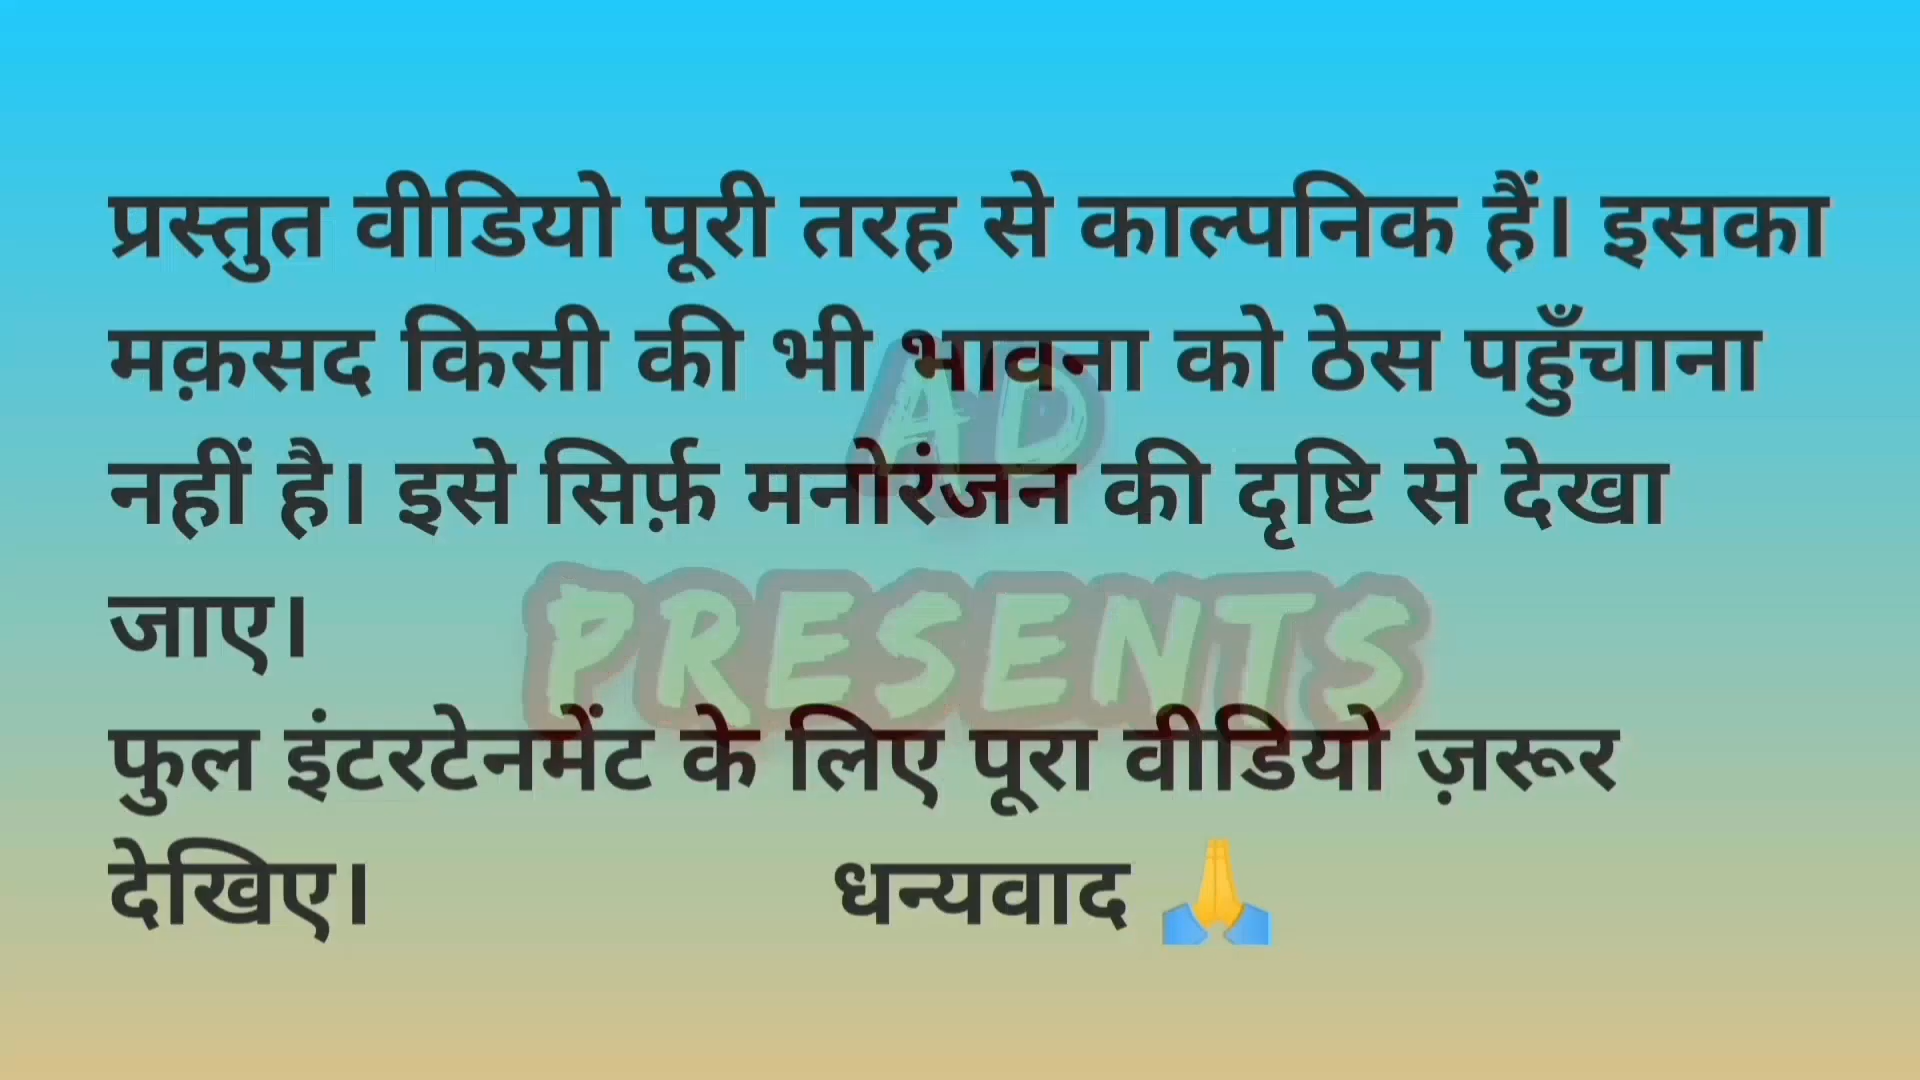 प्रस्तुत वीडियो पूरी तरह से काल्पनिक हैं। इसका
मक़सद किसी की भी भावना को ठेस पहुँचाना
नहीं है। इसे सिर्फ़ मनोरंजन की दृष्टि से देखा
जाए।
फुल इंटरटेनमेंट के लिए पूरा वीडियो ज़रूर
देखिए। धन्यवाद 🙏
AD
PRESENTS